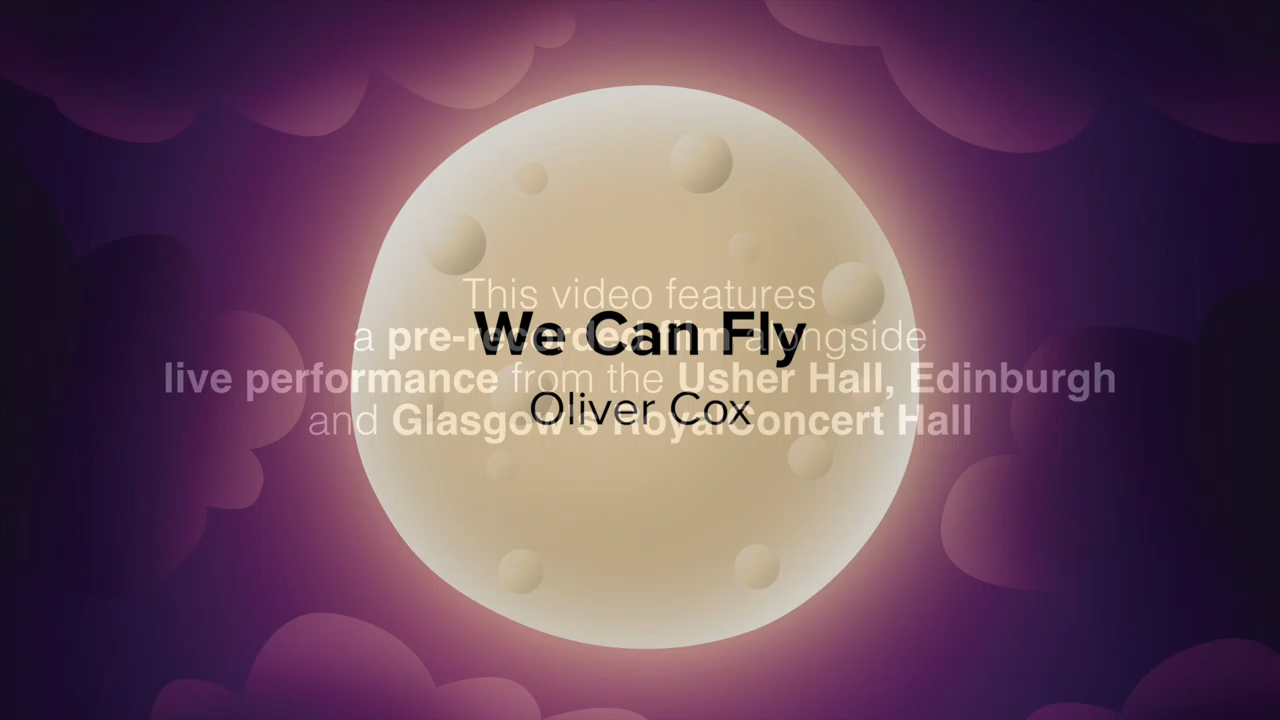 This video features
We Can Fly
a pre-recorded film alongside
live performance from the Usher Hall, Edinburgh
Oliver Cox
and Glasgow's Royal Concert Hall